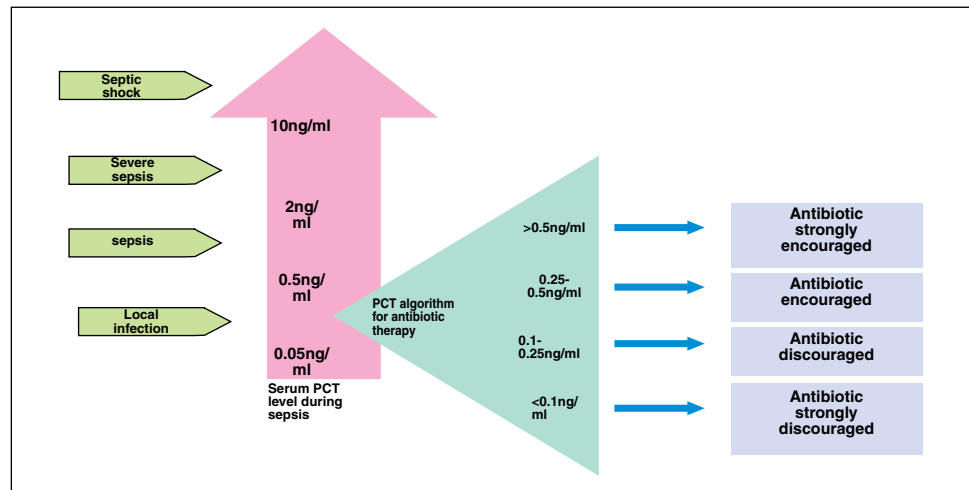 Septic
shock
Severe
sepsis
sepsis
Local
infection
10ng/ml
2ng/
ml
0.5ng/
ml
0.05ng/
ml
Serum PCT
level during
sepsis
PCT algorithm
for antibiotic
therapy
>0.5ng/ml
0.25-
0.5ng/ml
0.1-
0.25ng/ml
<0.1ng/
ml
Antibiotic
strongly
encouraged
Antibiotic
encouraged
Antibiotic
discouraged
Antibiotic
strongly
discouraged